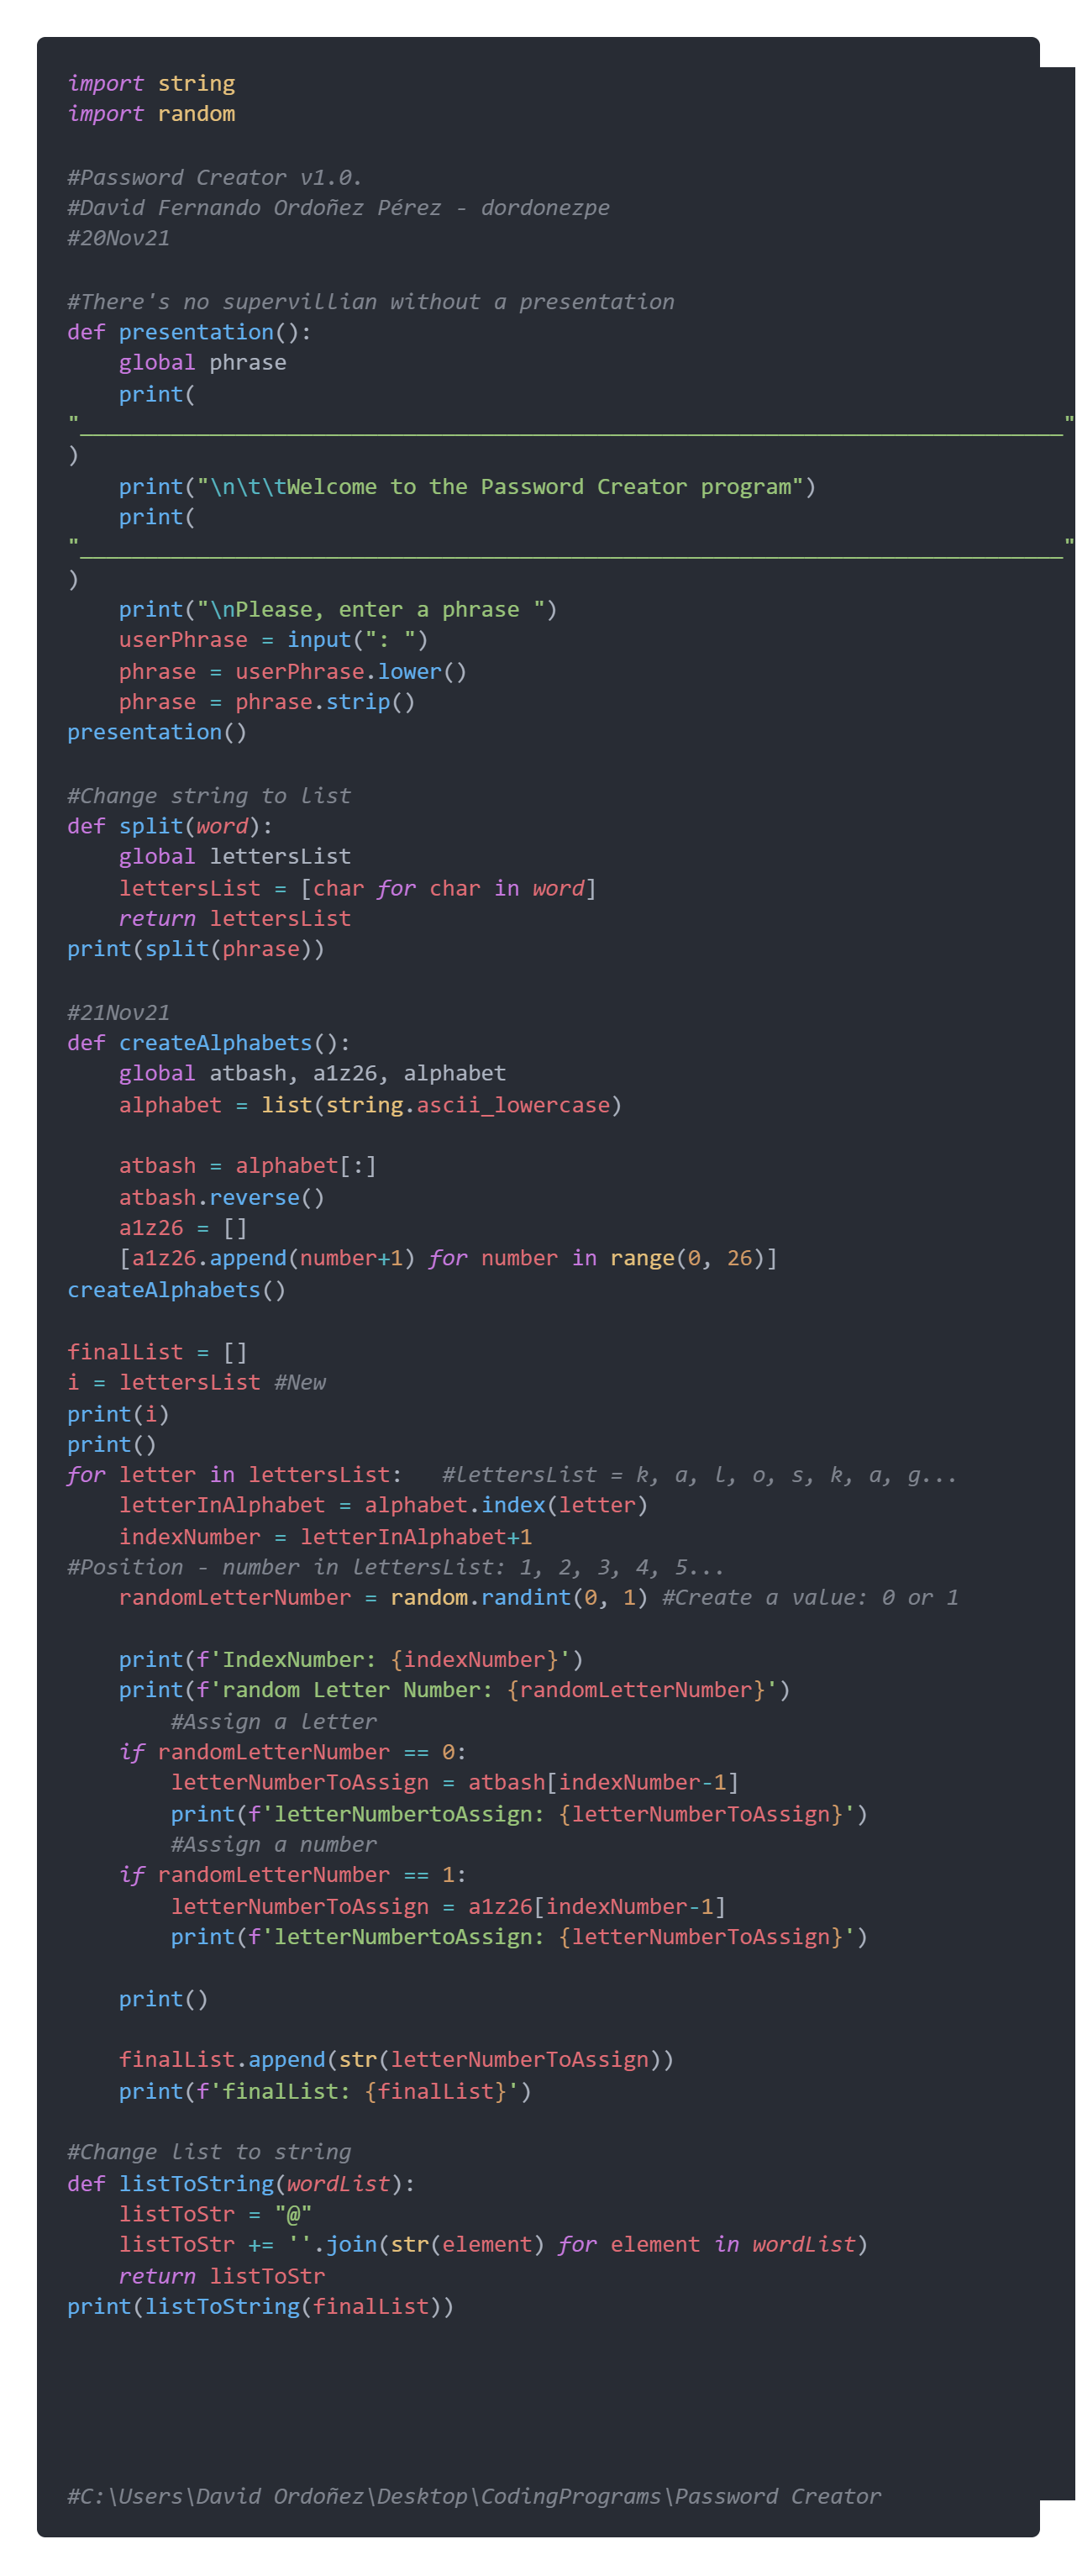 import string
import random

#Password Creator v1.0.
#David Fernando Ordoñez Pérez - dordonezpe
#20Nov21

#There's no supervillian without a presentation
def presentation():
    global phrase
    print(
"____________________________________________________________________________"
)
    print("\n\t\tWelcome to the Password Creator program")
    print(
"____________________________________________________________________________"
)
    print("\nPlease, enter a phrase ")
    userPhrase = input(": ")
    phrase = userPhrase.lower()
    phrase = phrase.strip()
presentation()

#Change string to list
def split(word):
    global lettersList
    lettersList = [char for char in word]
    return lettersList
print(split(phrase))

#21Nov21
def createAlphabets():
    global atbash, a1z26, alphabet
    alphabet = list(string.ascii_lowercase)

    atbash = alphabet[:]
    atbash.reverse()
    a1z26 = []
    [a1z26.append(number+1) for number in range(0, 26)]
createAlphabets()

finalList = []
i = lettersList #New
print(i)
print()
for letter in lettersList:   #lettersList = k, a, l, o, s, k, a, g...
    letterInAlphabet = alphabet.index(letter)
    indexNumber = letterInAlphabet+1
#Position - number in lettersList: 1, 2, 3, 4, 5...
    randomLetterNumber = random.randint(0, 1) #Create a value: 0 or 1

    print(f'IndexNumber: {indexNumber}')
    print(f'random Letter Number: {randomLetterNumber}')
        #Assign a letter
    if randomLetterNumber == 0:
        letterNumberToAssign = atbash[indexNumber-1]
        print(f'letterNumbertoAssign: {letterNumberToAssign}')
        #Assign a number
    if randomLetterNumber == 1:
        letterNumberToAssign = a1z26[indexNumber-1]
        print(f'letterNumbertoAssign: {letterNumberToAssign}')

    print()

    finalList.append(str(letterNumberToAssign))
    print(f'finalList: {finalList}')

#Change list to string
def listToString(wordList):
    listToStr = "@"
    listToStr += ''.join(str(element) for element in wordList)
    return listToStr
print(listToString(finalList))

#C:\Users\David Ordoñez\Desktop\CodingPrograms\Password Creator